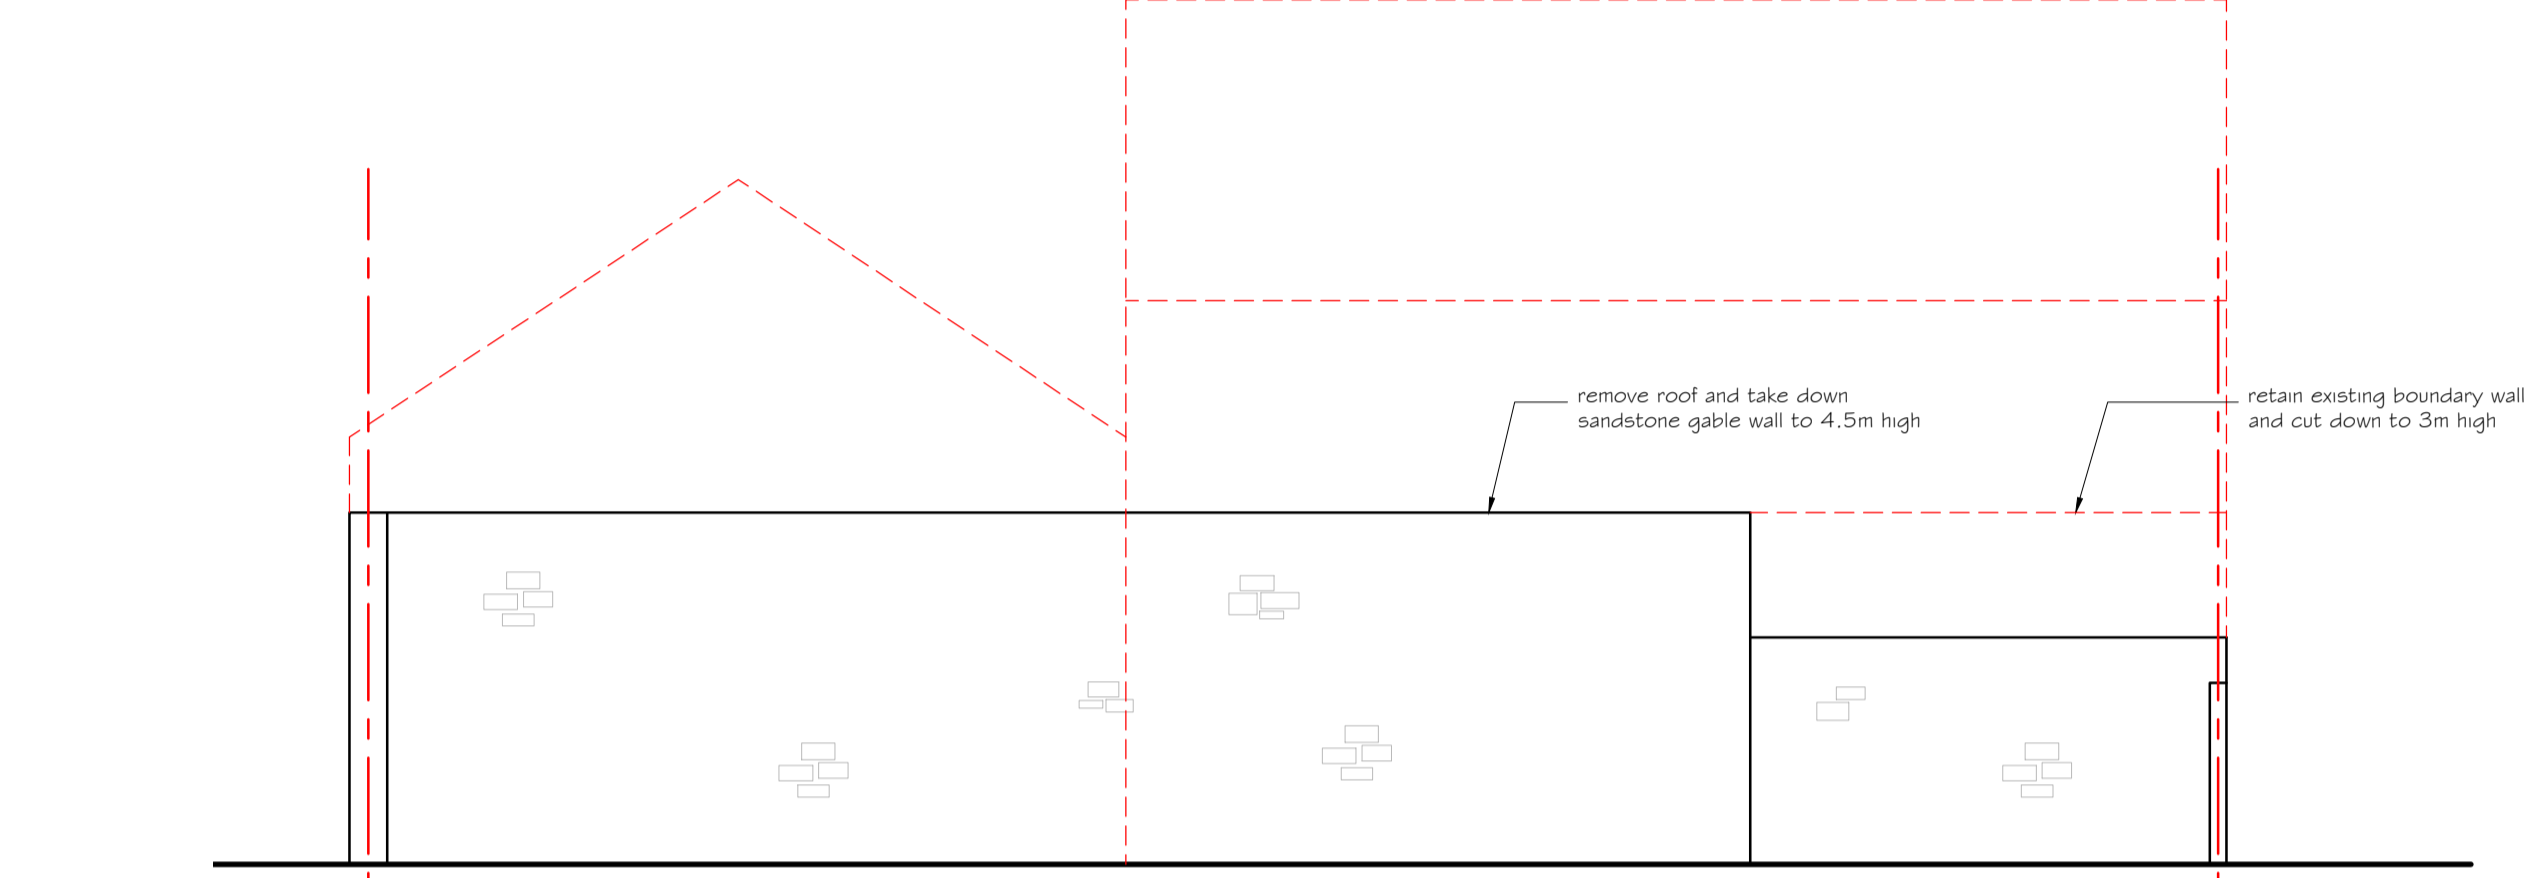 remove roof and take down
sandstone gable wall to 4.5m high
retain existing boundary wall
and cut down to 3m high